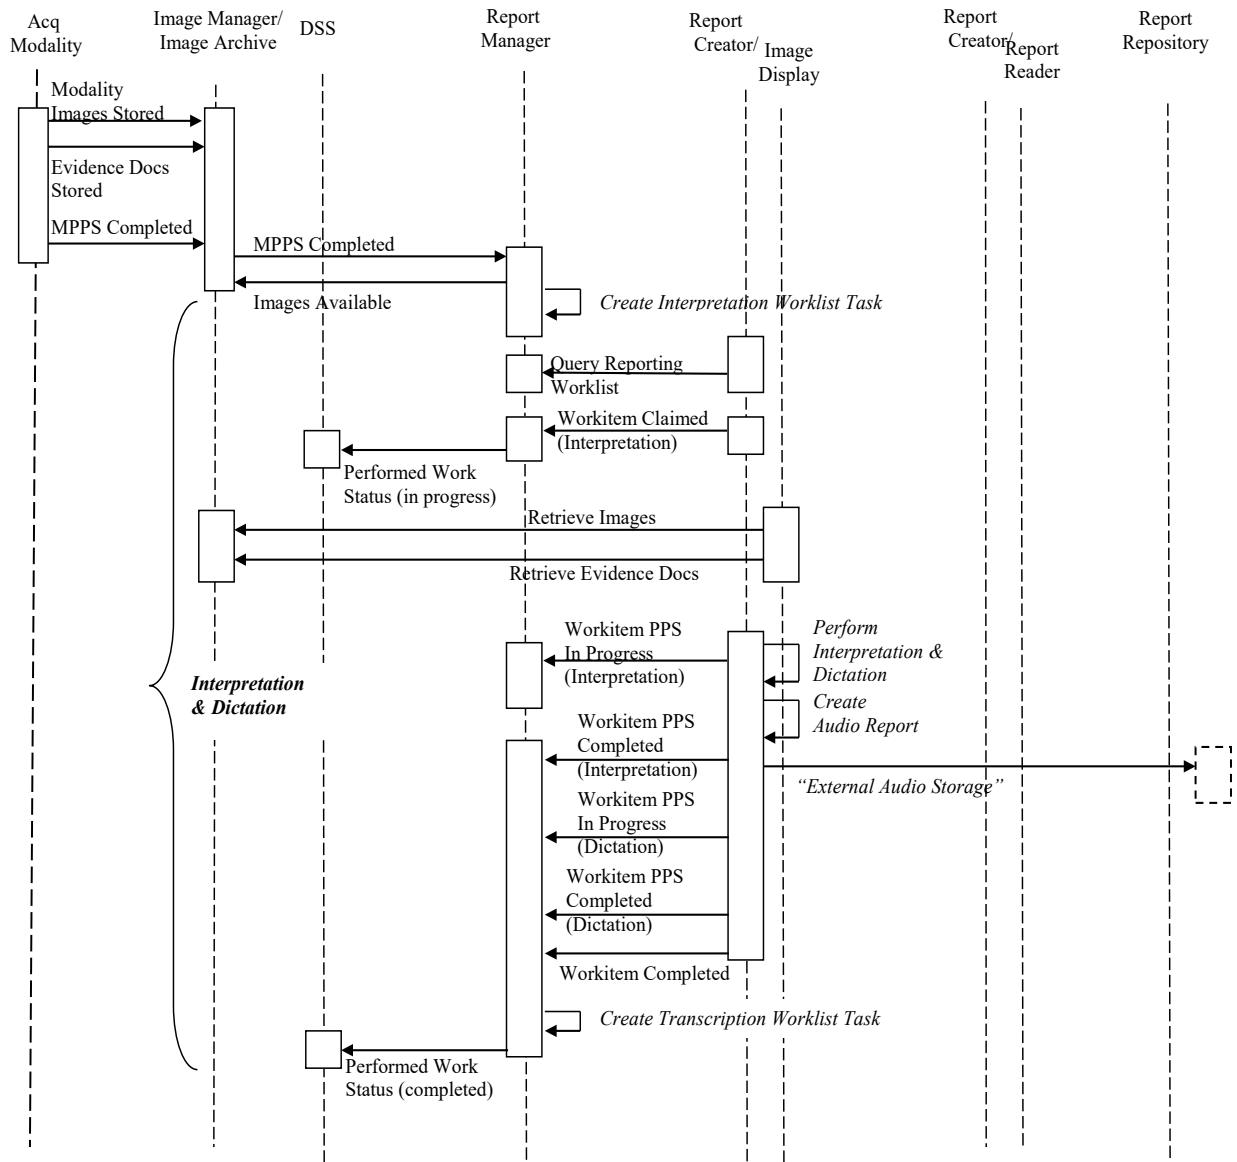 Acq
Modality
Image Manager/
Image Archive
DSS
Report
Manager
Report
Creator/
Image
Display
Report
Creator/
Report
Reader
Report
Repository
Modality
Images Stored
Evidence Docs
Stored
MPPS Completed
MPPS Completed
Images Available
Create Interpretation Worklist Task
Query Reporting
Worklist
Workitem Claimed
(Interpretation)
Performed Work
Status (in progress)
Retrieve Images
Retrieve Evidence Docs
Workitem PPS
In Progress
(Interpretation)
Perform
Interpretation &
Dictation
Interpretation
& Dictation
Create
Audio Report
Workitem PPS
Completed
(Interpretation)
“External Audio Storage”
Workitem PPS
In Progress
(Dictation)
Workitem PPS
Completed
(Dictation)
Workitem Completed
Create Transcription Worklist Task
Performed Work
Status (completed)